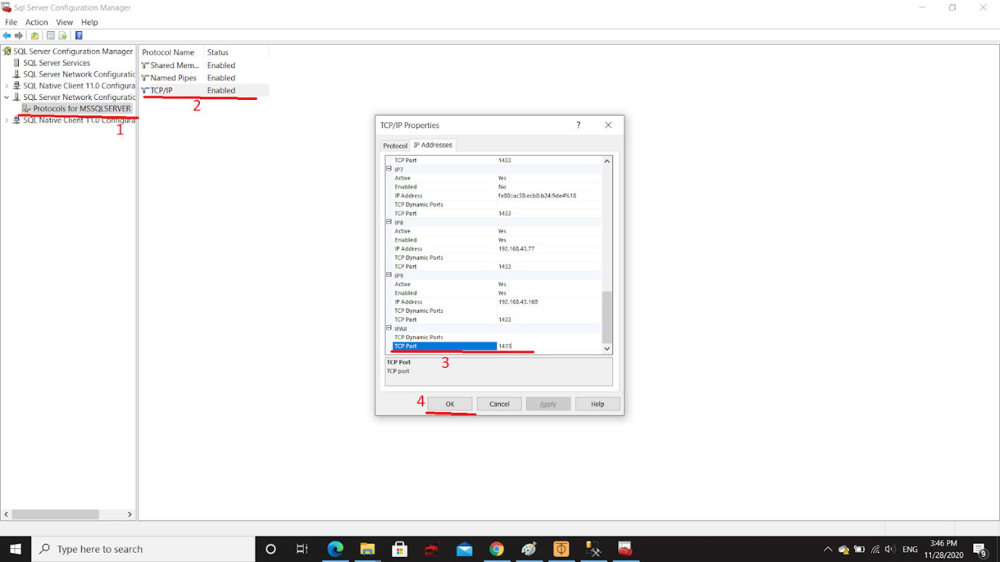 Sql Server Configuration Manager
File Action View Help
SQL Server Configuration Manager
SQL Server Services
SQL Server Network Configuratic
SQL Native Client 11.0 Configura
SQL Server Network Configuratic
Protocols for MSSQLSERVER
SQL Native Client 11.0 Configura
1
Protocol Name Status
Shared Mem... Enabled
Named Pipes Enabled
TCP/IP Enabled
2
TCP/IP Properties ?
Protocol IP Addresses
TCP Port 1433
IP7
Active Yes
Enabled No
IP Address fe80::ac38:ecb8:b24:9de4%18
TCP Dynamic Ports
TCP Port 1433
IP8
Active Yes
Enabled Yes
IP Address 192.168.43.77
TCP Dynamic Ports
TCP Port 1433
IP9
Active Yes
Enabled Yes
IP Address 192.168.43.160
TCP Dynamic Ports
TCP Port 1433
IPAll
TCP Dynamic Ports
TCP Port 1433
3
TCP Port
TCP port
4 OK Cancel Apply Help
Type here to search
ENG
3:46 PM
11/28/2020
9